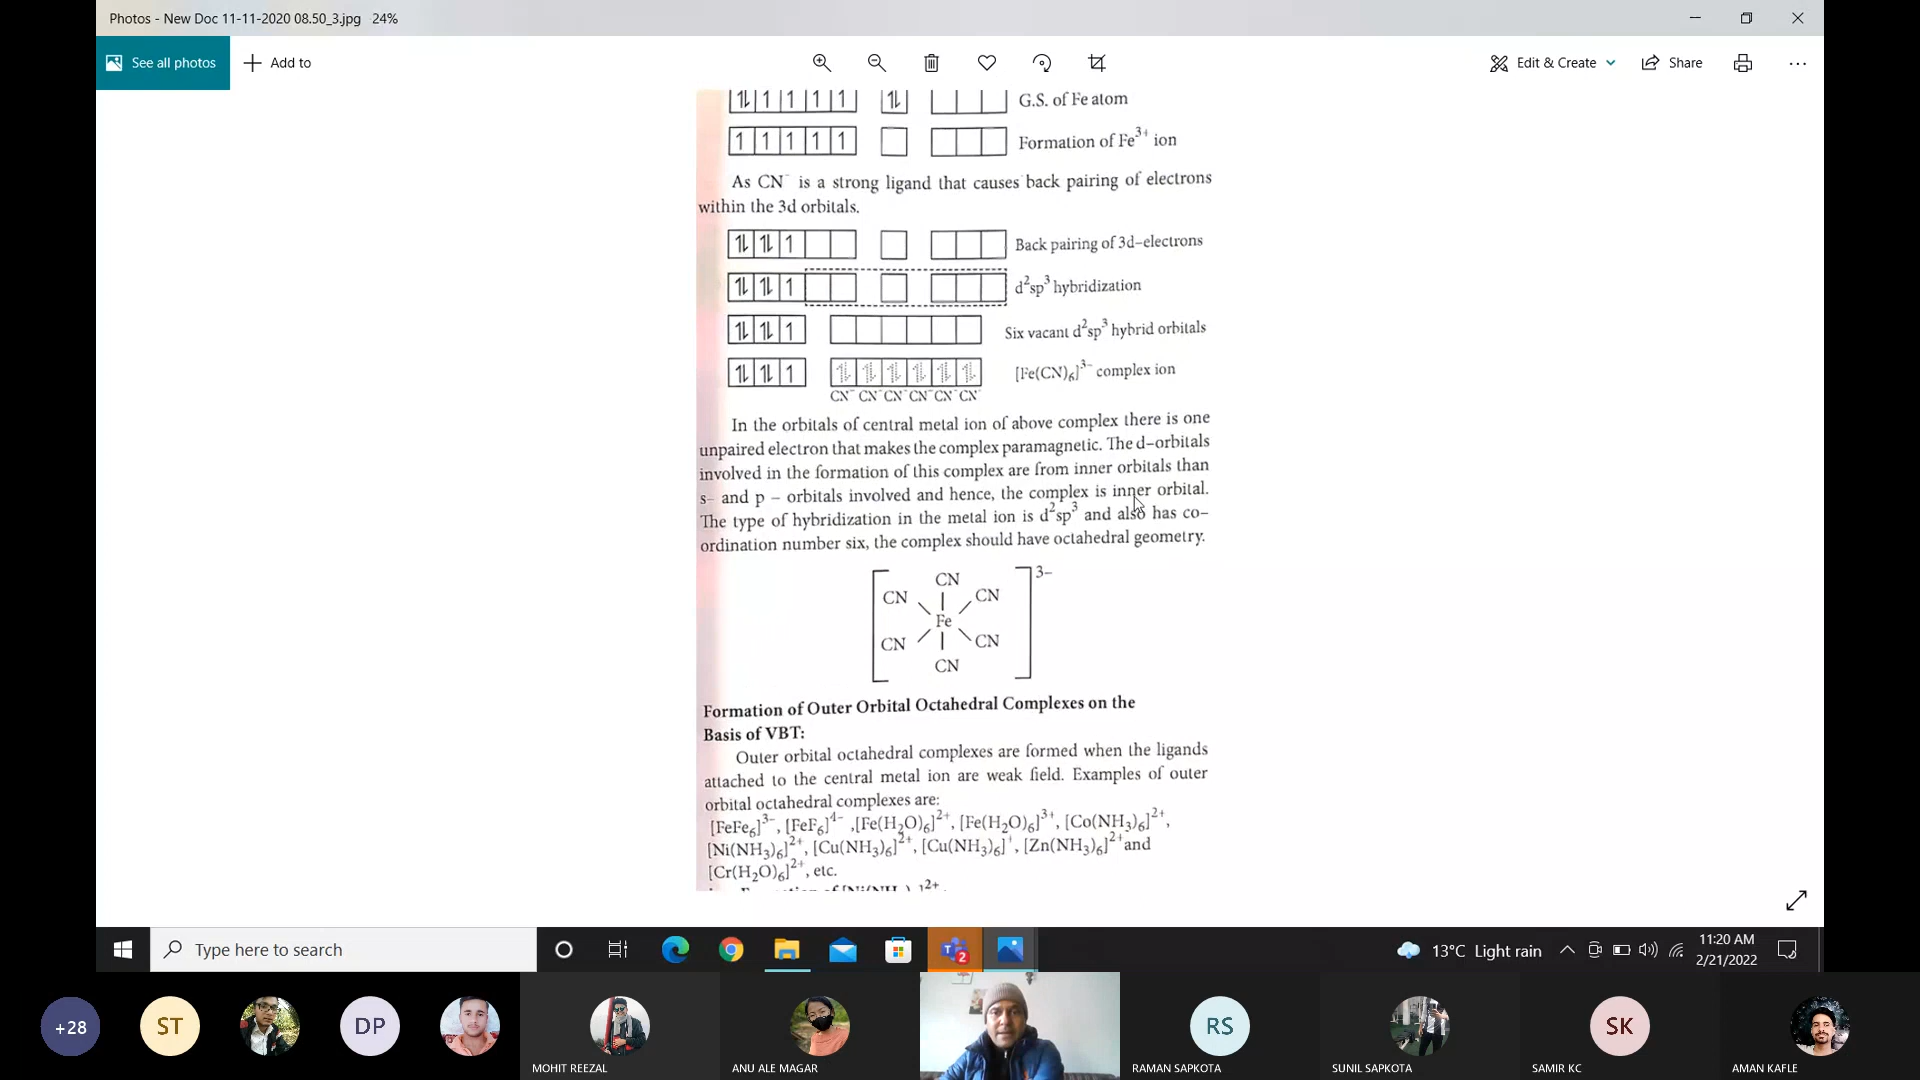 Photos - New Doc 11-11-2020 08.50_3.jpg 24%
See all photos
Add to
Edit & Create
Share
G.S. of Fe atom
Formation of Fe³⁺ ion
As CN⁻ is a strong ligand that causes back pairing of electrons
within the 3d orbitals.
Back pairing of 3d–electrons
d²sp³ hybridization
Six vacant d²sp³ hybrid orbitals
[Fe(CN)₆]³⁻ complex ion
CN⁻ CN⁻ CN⁻ CN⁻ CN⁻ CN⁻
In the orbitals of central metal ion of above complex there is one
unpaired electron that makes the complex paramagnetic. The d–orbitals
involved in the formation of this complex are from inner orbitals than
s– and p – orbitals involved and hence, the complex is inner orbital.
The type of hybridization in the metal ion is d²sp³ and also has co–
ordination number six, the complex should have octahedral geometry.
3–
CN
CN CN
Fe
CN CN
CN
Formation of Outer Orbital Octahedral Complexes on the
Basis of VBT:
Outer orbital octahedral complexes are formed when the ligands
attached to the central metal ion are weak field. Examples of outer
orbital octahedral complexes are:
[FeFe₆]³⁻, [FeF₆]⁴⁻ ,[Fe(H₂O)₆]²⁺, [Fe(H₂O)₆]³⁺, [Co(NH₃)₆]²⁺,
[Ni(NH₃)₆]²⁺, [Cu(NH₃)₆]²⁺, [Cu(NH₃)₆]⁺, [Zn(NH₃)₆]²⁺and
[Cr(H₂O)₆]²⁺, etc.
Type here to search
2
13°C Light rain
11:20 AM
2/21/2022
+28
ST
DP
RS
SK
MOHIT REEZAL
ANU ALE MAGAR
RAMAN SAPKOTA
SUNIL SAPKOTA
SAMIR KC
AMAN KAFLE